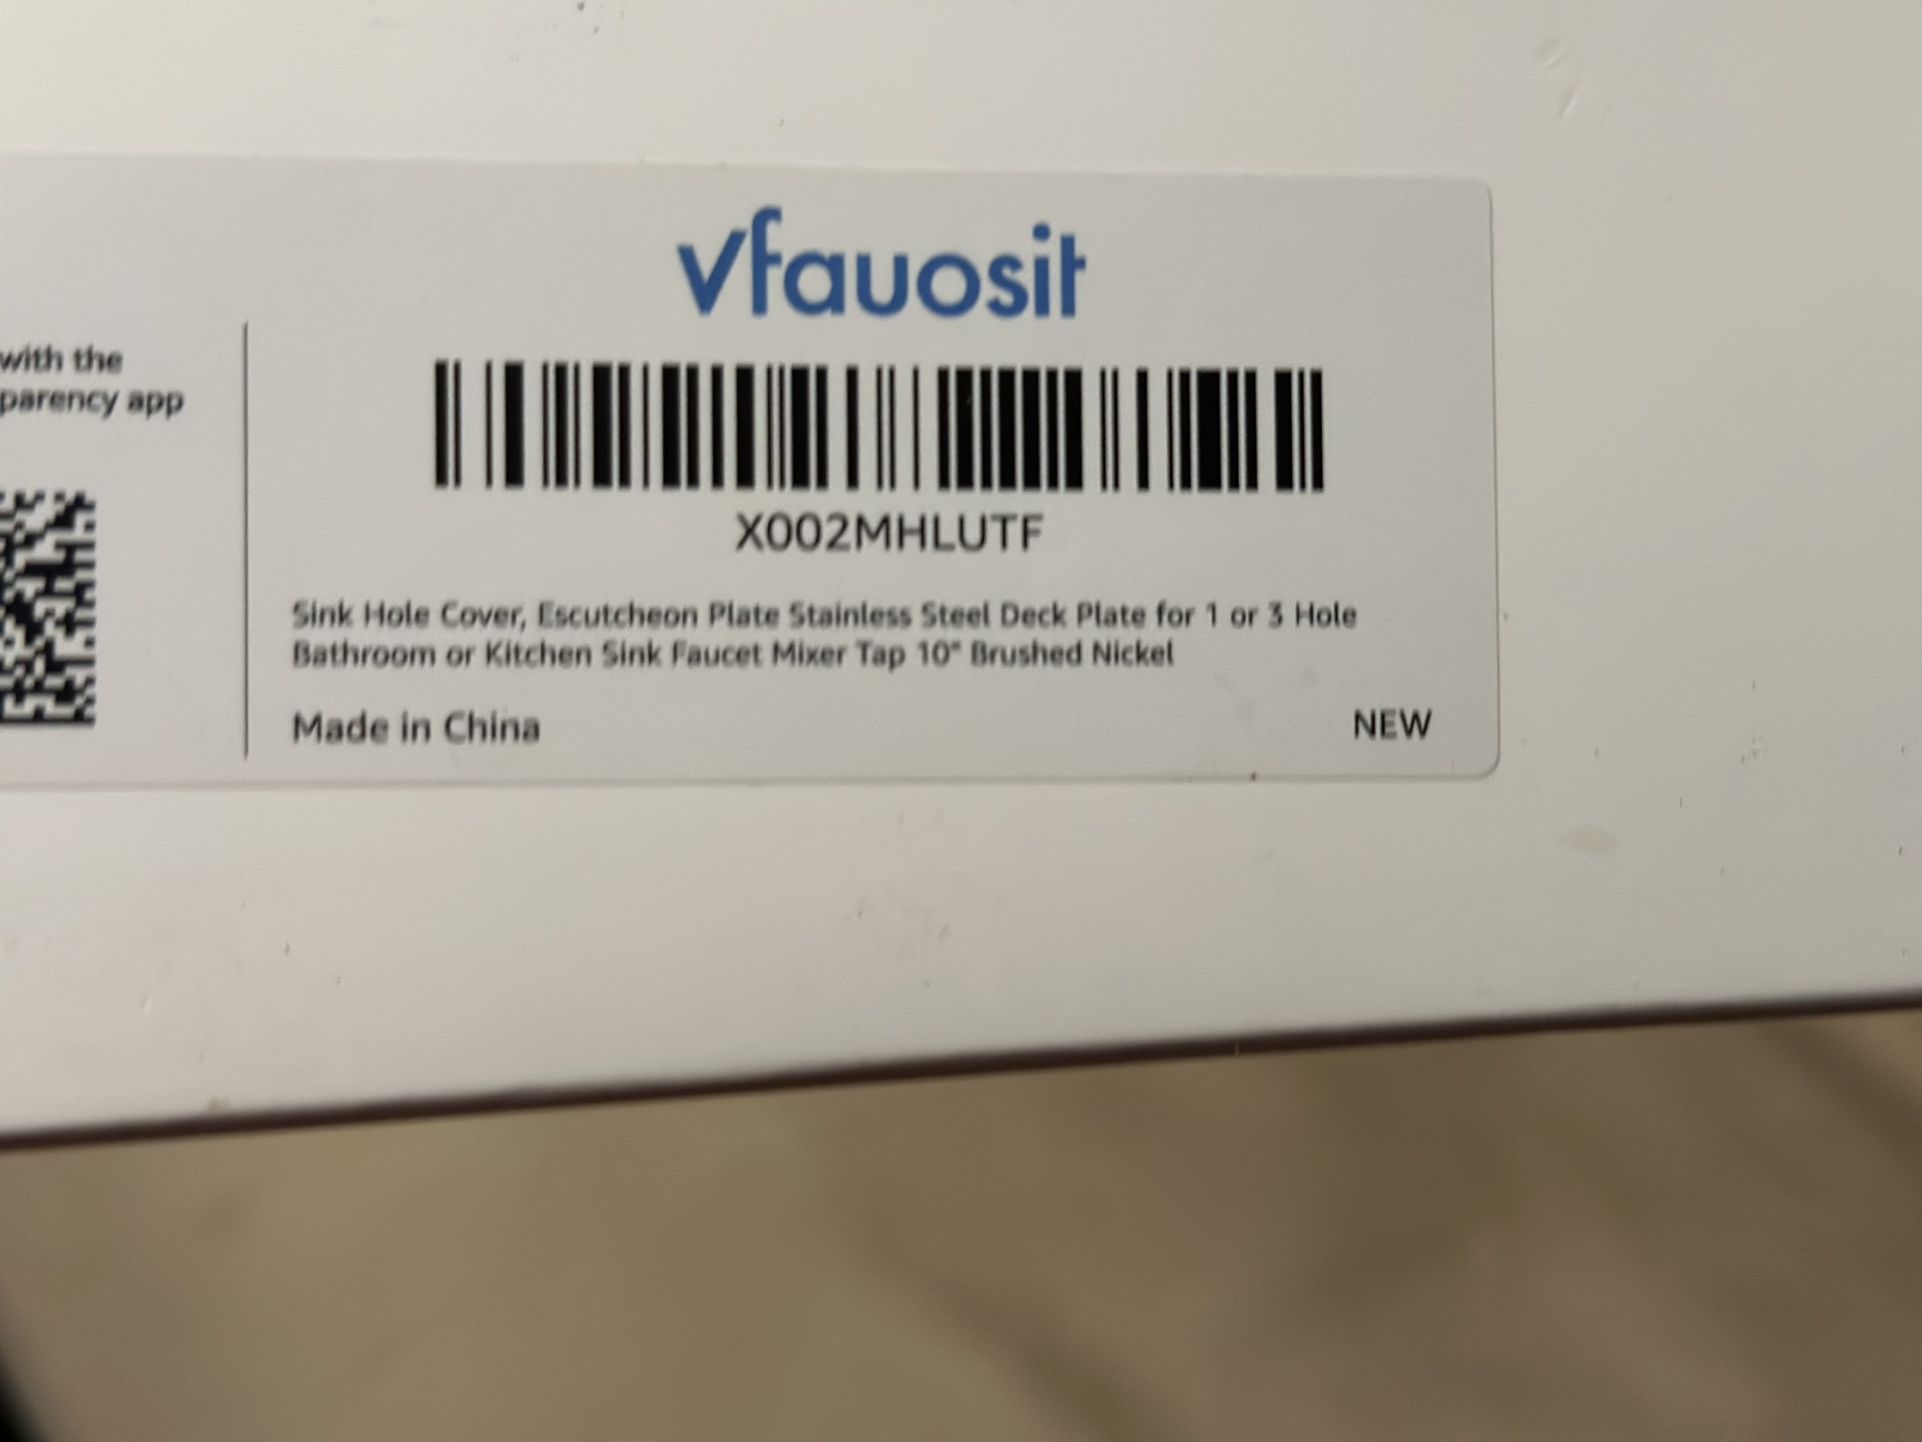 vfauosit
with the
parency app
X002MHLUTF
Sink Hole Cover, Escutcheon Plate Stainless Steel Deck Plate for 1 or 3 Hole
Bathroom or Kitchen Sink Faucet Mixer Tap 10" Brushed Nickel
Made in China
NEW